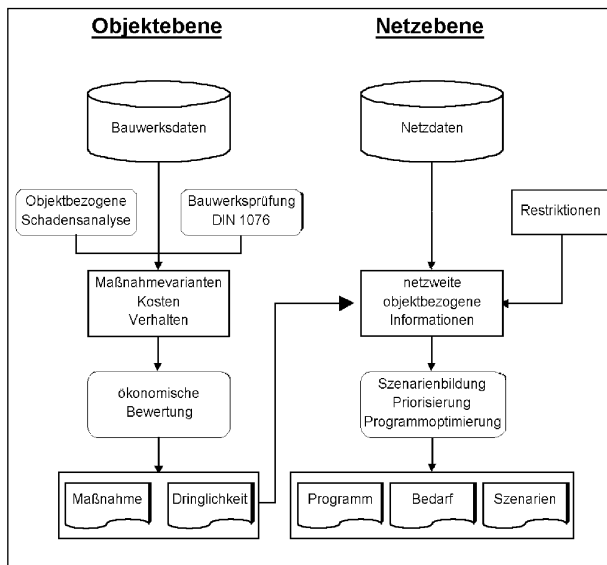 Objektebene
Netzebene
Bauwerksdaten
Netzdaten
Objektbezogene
Schadensanalyse
Bauwerksprüfung
DIN 1076
Restriktionen
Maßnahmevarianten
Kosten
Verhalten
netzweite
objektbezogene
Informationen
ökonomische
Bewertung
Szenarienbildung
Priorisierung
Programmoptimierung
Maßnahme
Dringlichkeit
Programm
Bedarf
Szenarien